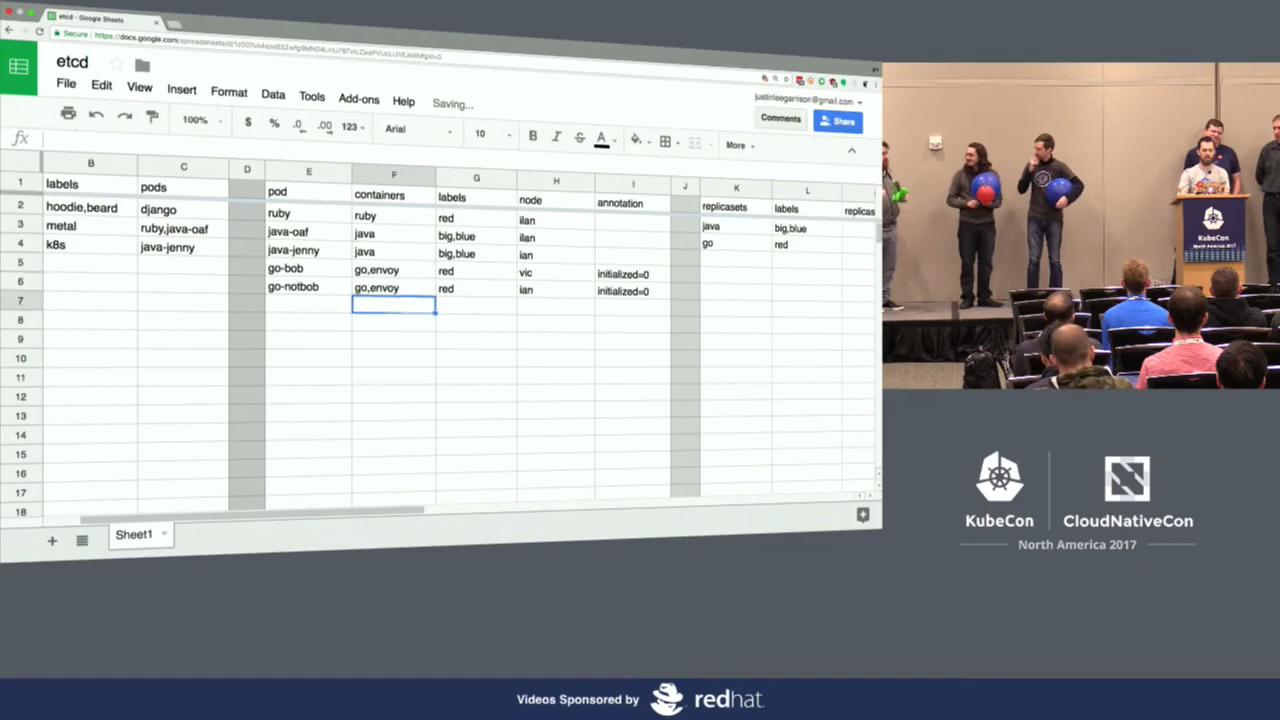 etcd - Google Sheets
Secure
etcd
File Edit View Insert Format Data Tools Add-ons Help Saving...
justinleegarrison@gmail.com
Comments
Share
100% $ % .0 .00 123 Arial 10 B I S A More
fx
B C D E F G H I J K L
1 labels pods pod containers labels node annotation replicasets labels replicas
2 hoodie,beard django ruby ruby red ilan java big,blue
3 metal ruby,java-oaf java-oaf java big,blue ilan go red
4 k8s java-jenny java-jenny java big,blue ian
5 go-bob go,envoy red vic initialized=0
6 go-notbob go,envoy red ian initialized=0
7
8
9
10
11
12
13
14
15
16
17
18
Sheet1
KubeCon
North America 2017
KubeCon CloudNativeCon
North America 2017
Videos Sponsored by redhat